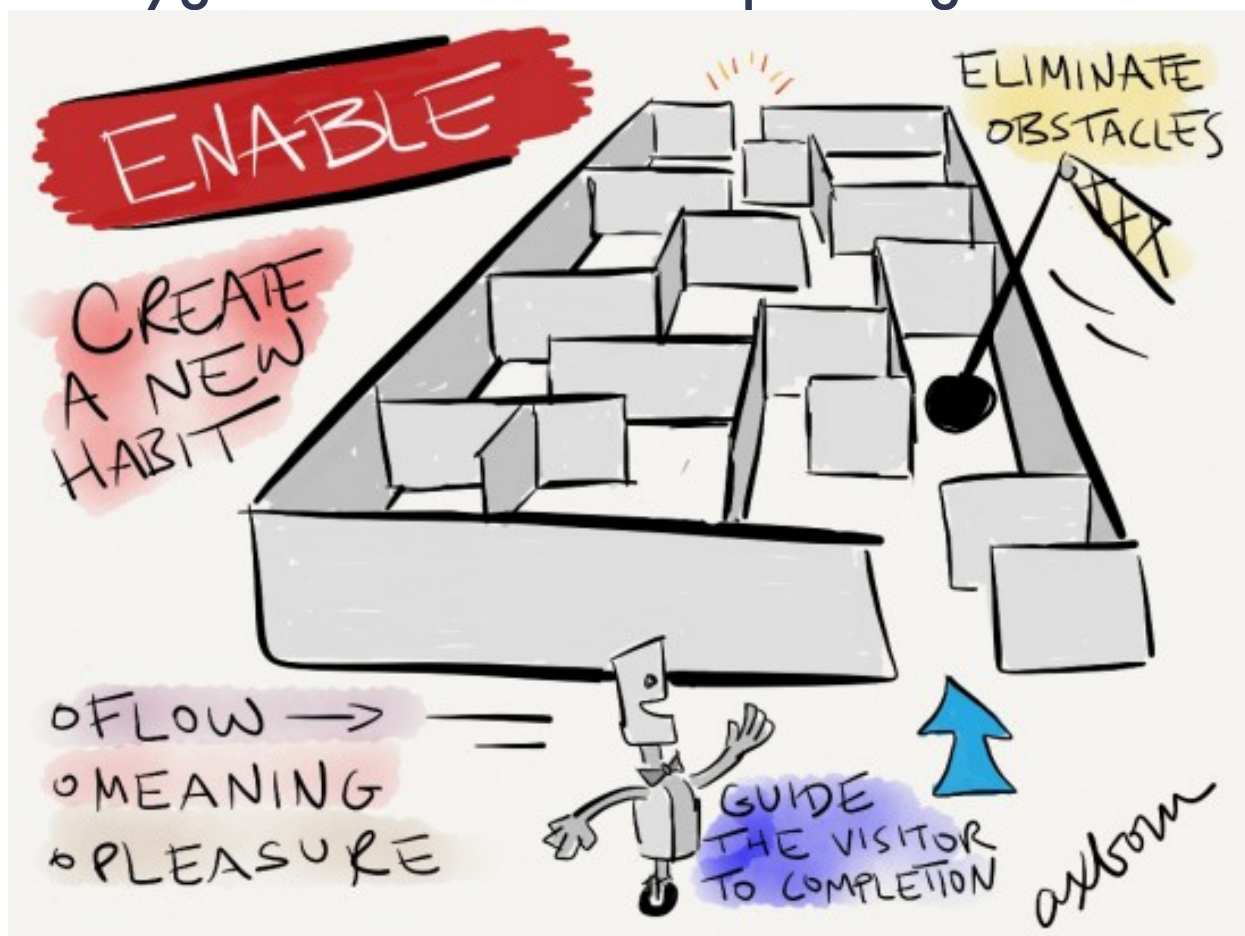 ENABLE
ELIMINATE
OBSTACLES
CREATE
A NEW
HABIT
o FLOW →
o MEANING
o PLEASURE
GUIDE
THE VISITOR
TO COMPLETION
axbom